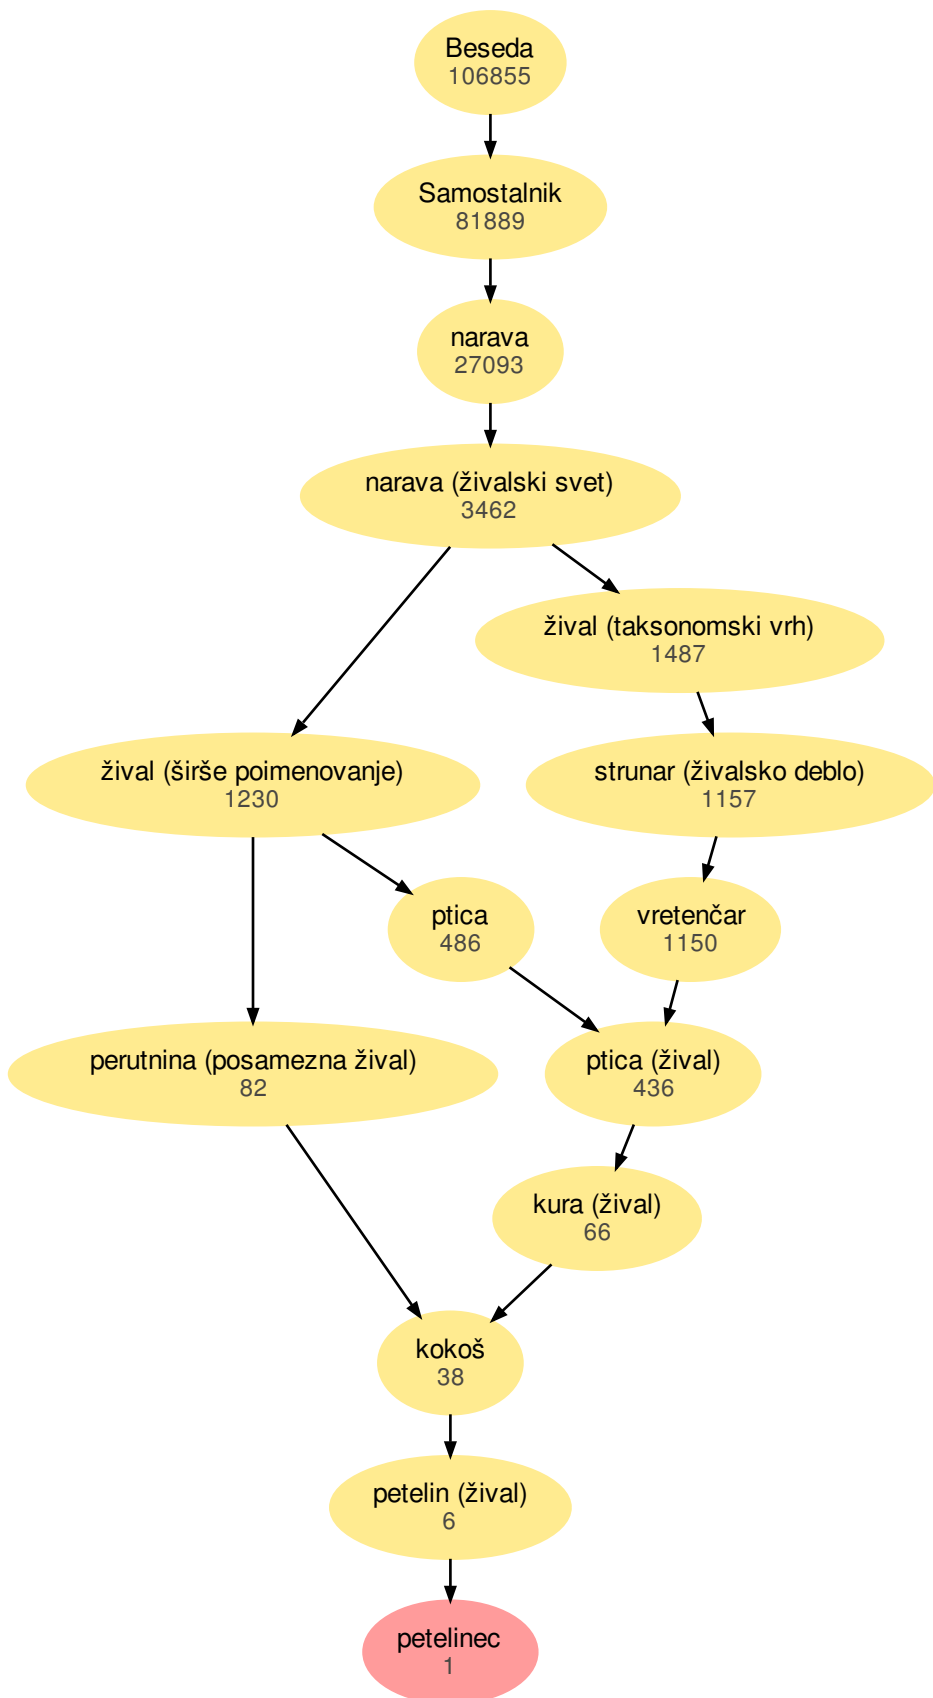 Beseda
106855
Samostalnik
81889
narava
27093
narava (živalski svet)
3462
žival (taksonomski vrh)
1487
žival (širše poimenovanje)
1230
strunar (živalsko deblo)
1157
ptica
486
vretenčar
1150
perutnina (posamezna žival)
82
ptica (žival)
436
kura (žival)
66
kokoš
38
petelin (žival)
6
petelinec
1